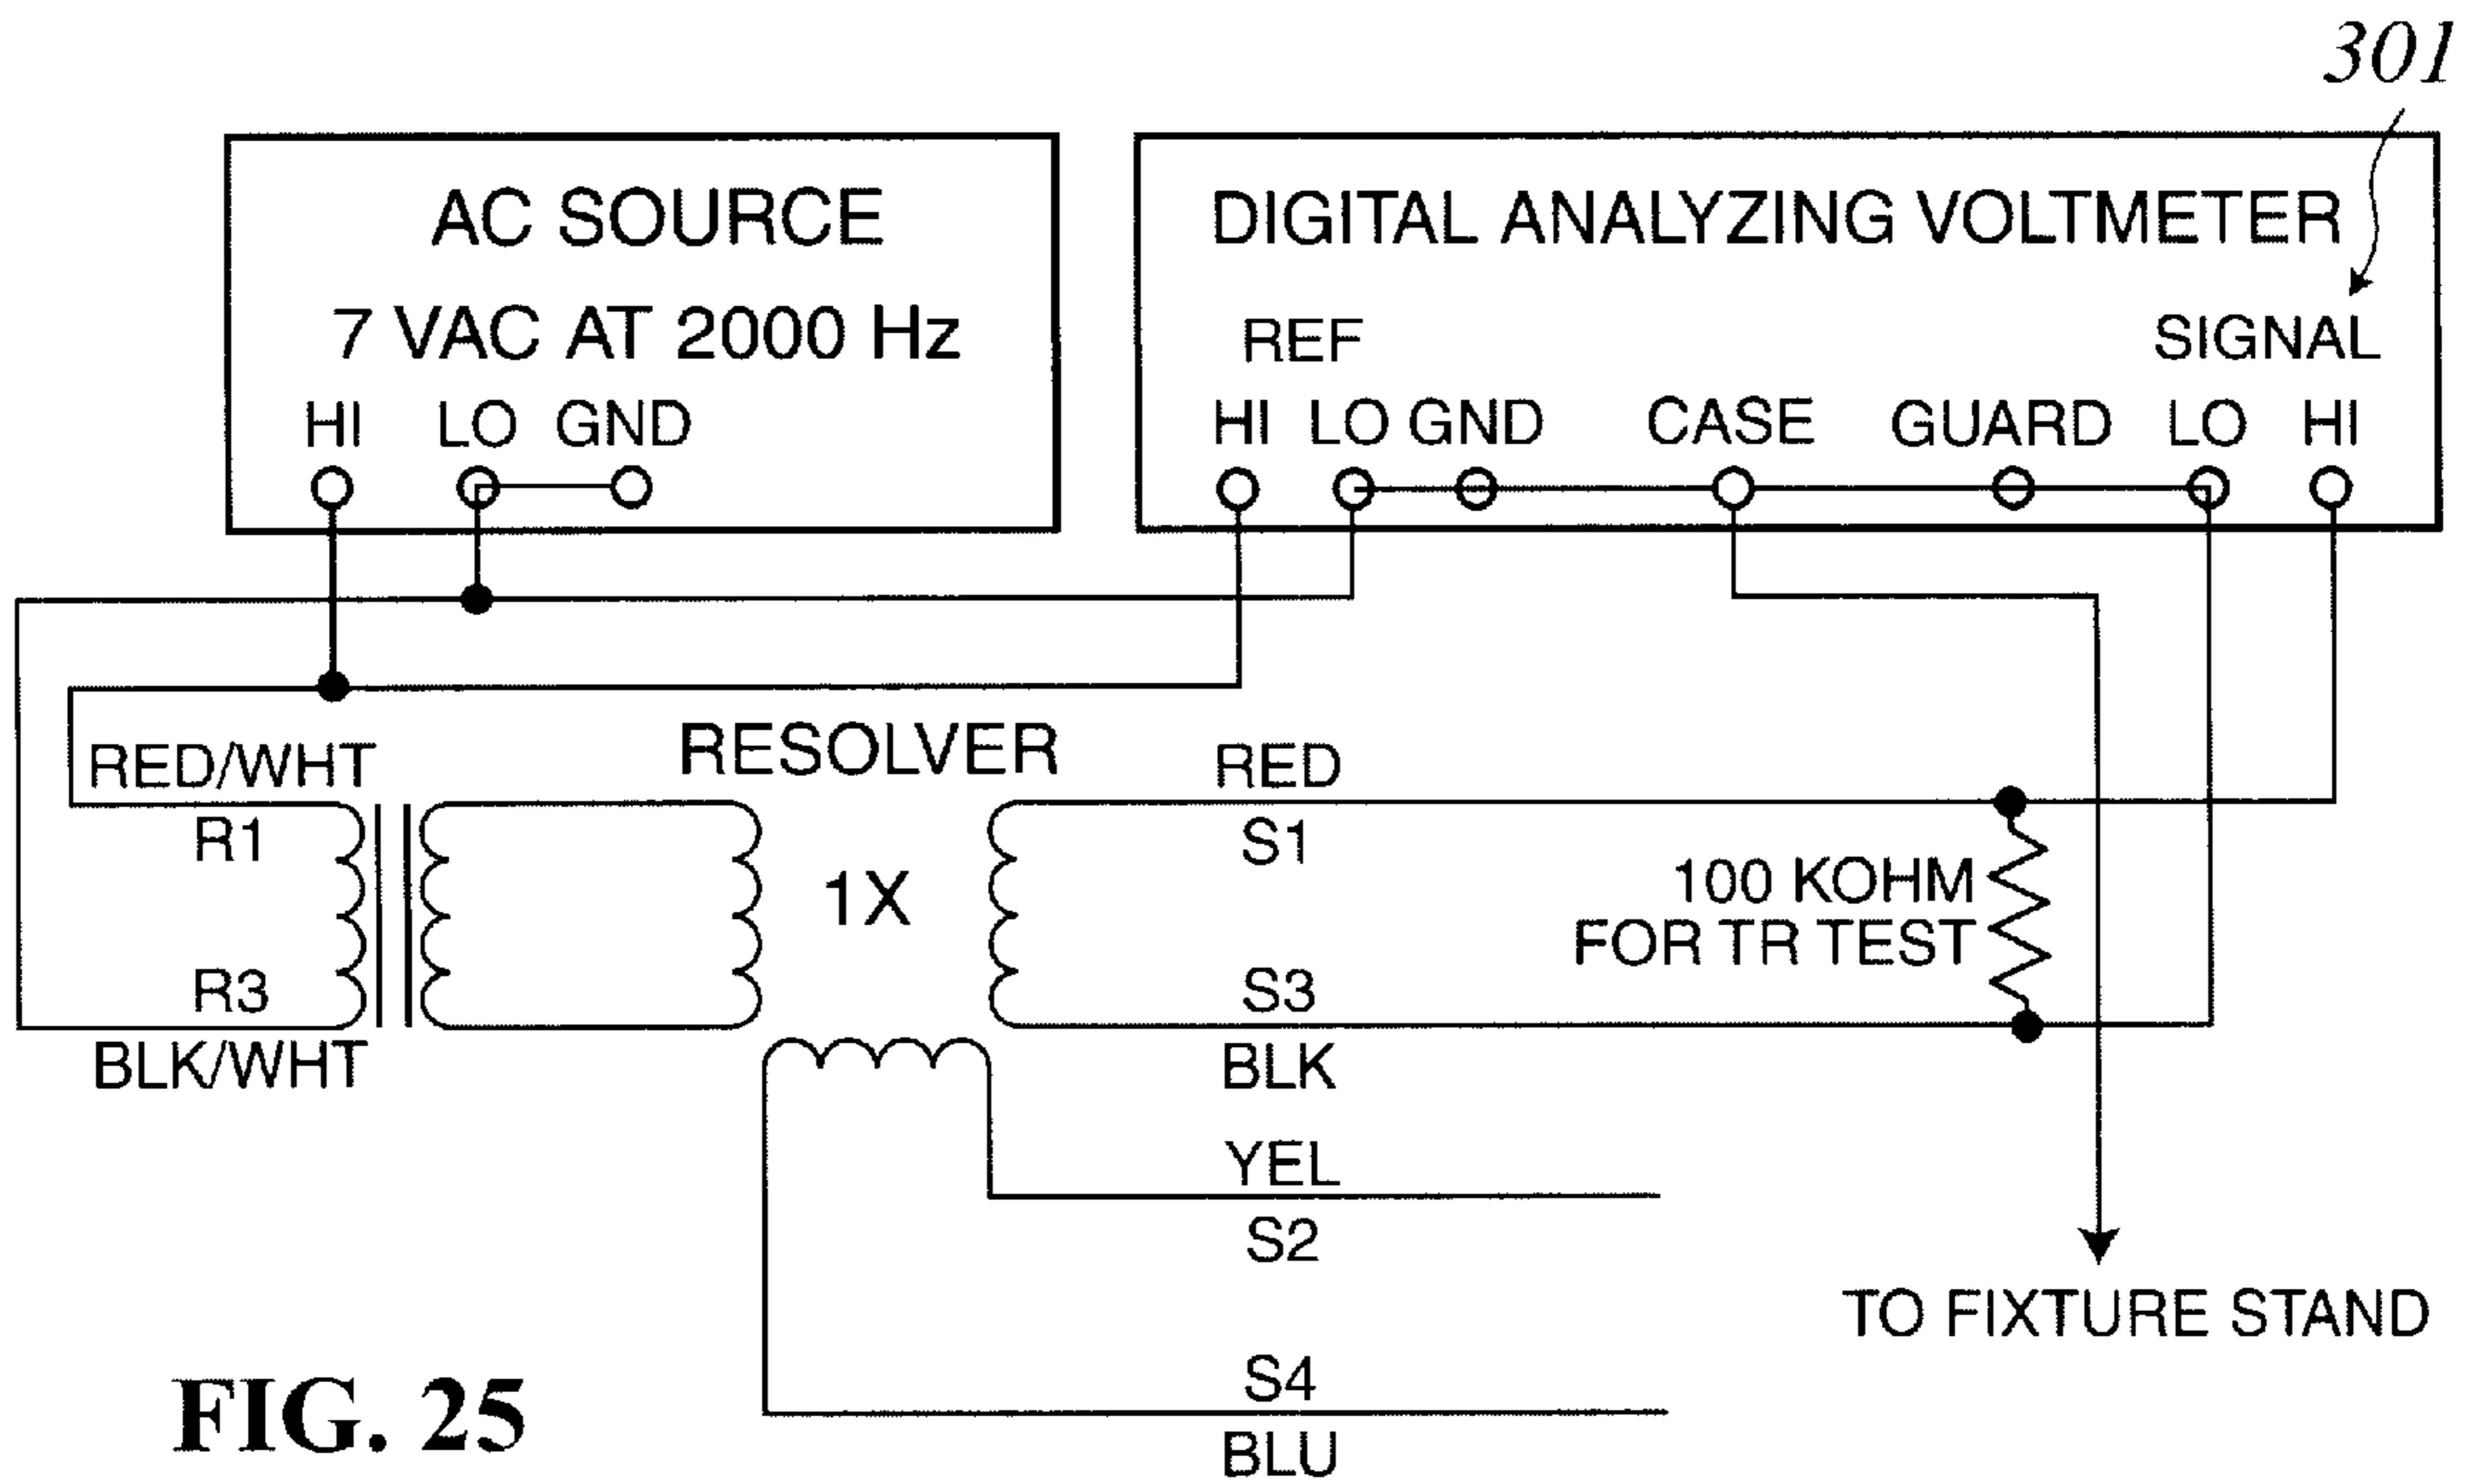 301
AC SOURCE
7 VAC AT 2000 Hz
HI LO GND
DIGITAL ANALYZING VOLTMETER
REF SIGNAL
HI LO GND CASE GUARD LO HI
RESOLVER
RED/WHT
R1
R3
BLK/WHT
1X
RED
S1
S3
BLK
100 KOHM
FOR TR TEST
YEL
S2
S4
BLU
TO FIXTURE STAND
FIG. 25